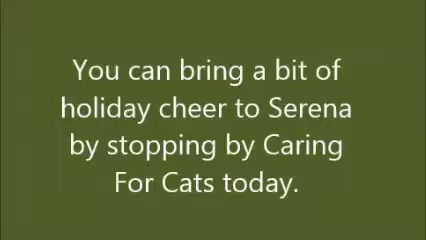 You can bring a bit of
holiday cheer to Serena
by stopping by Caring
For Cats today.